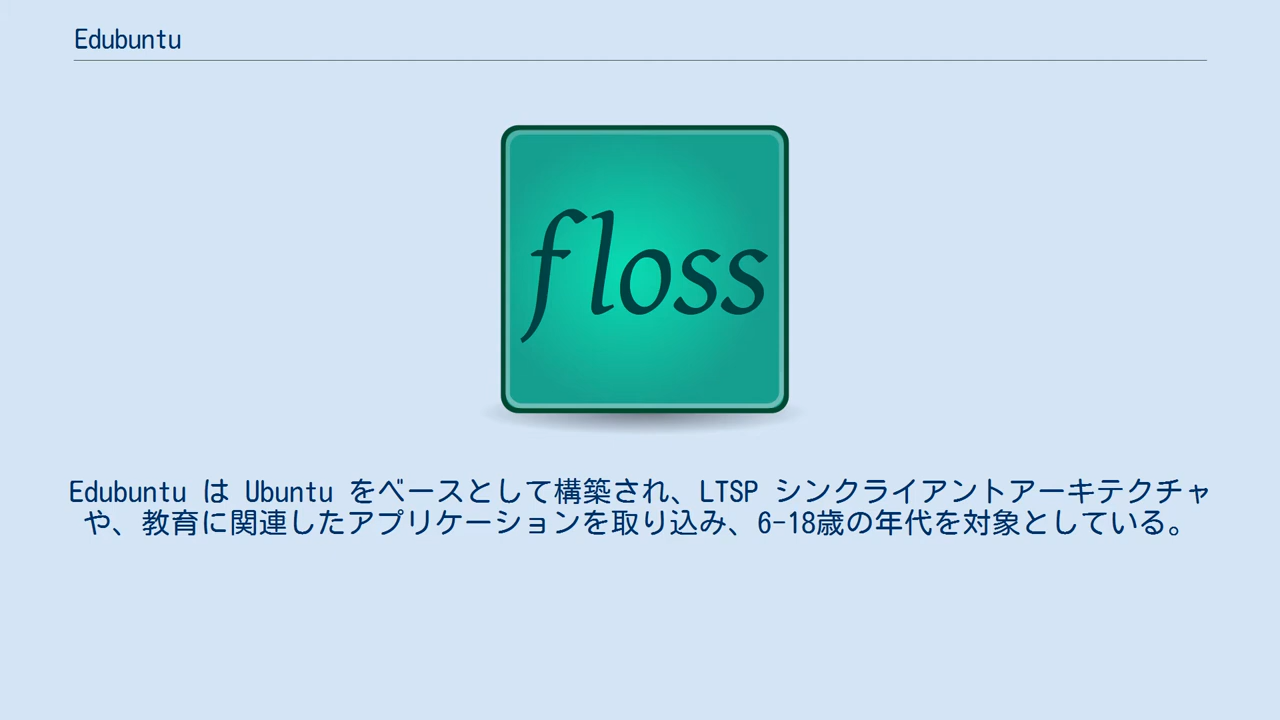 Edubuntu
floss
Edubuntu は Ubuntu をベースとして構築され、LTSP シンクライアントアーキテクチャ
や、教育に関連したアプリケーションを取り込み、6-18歳の年代を対象としている。